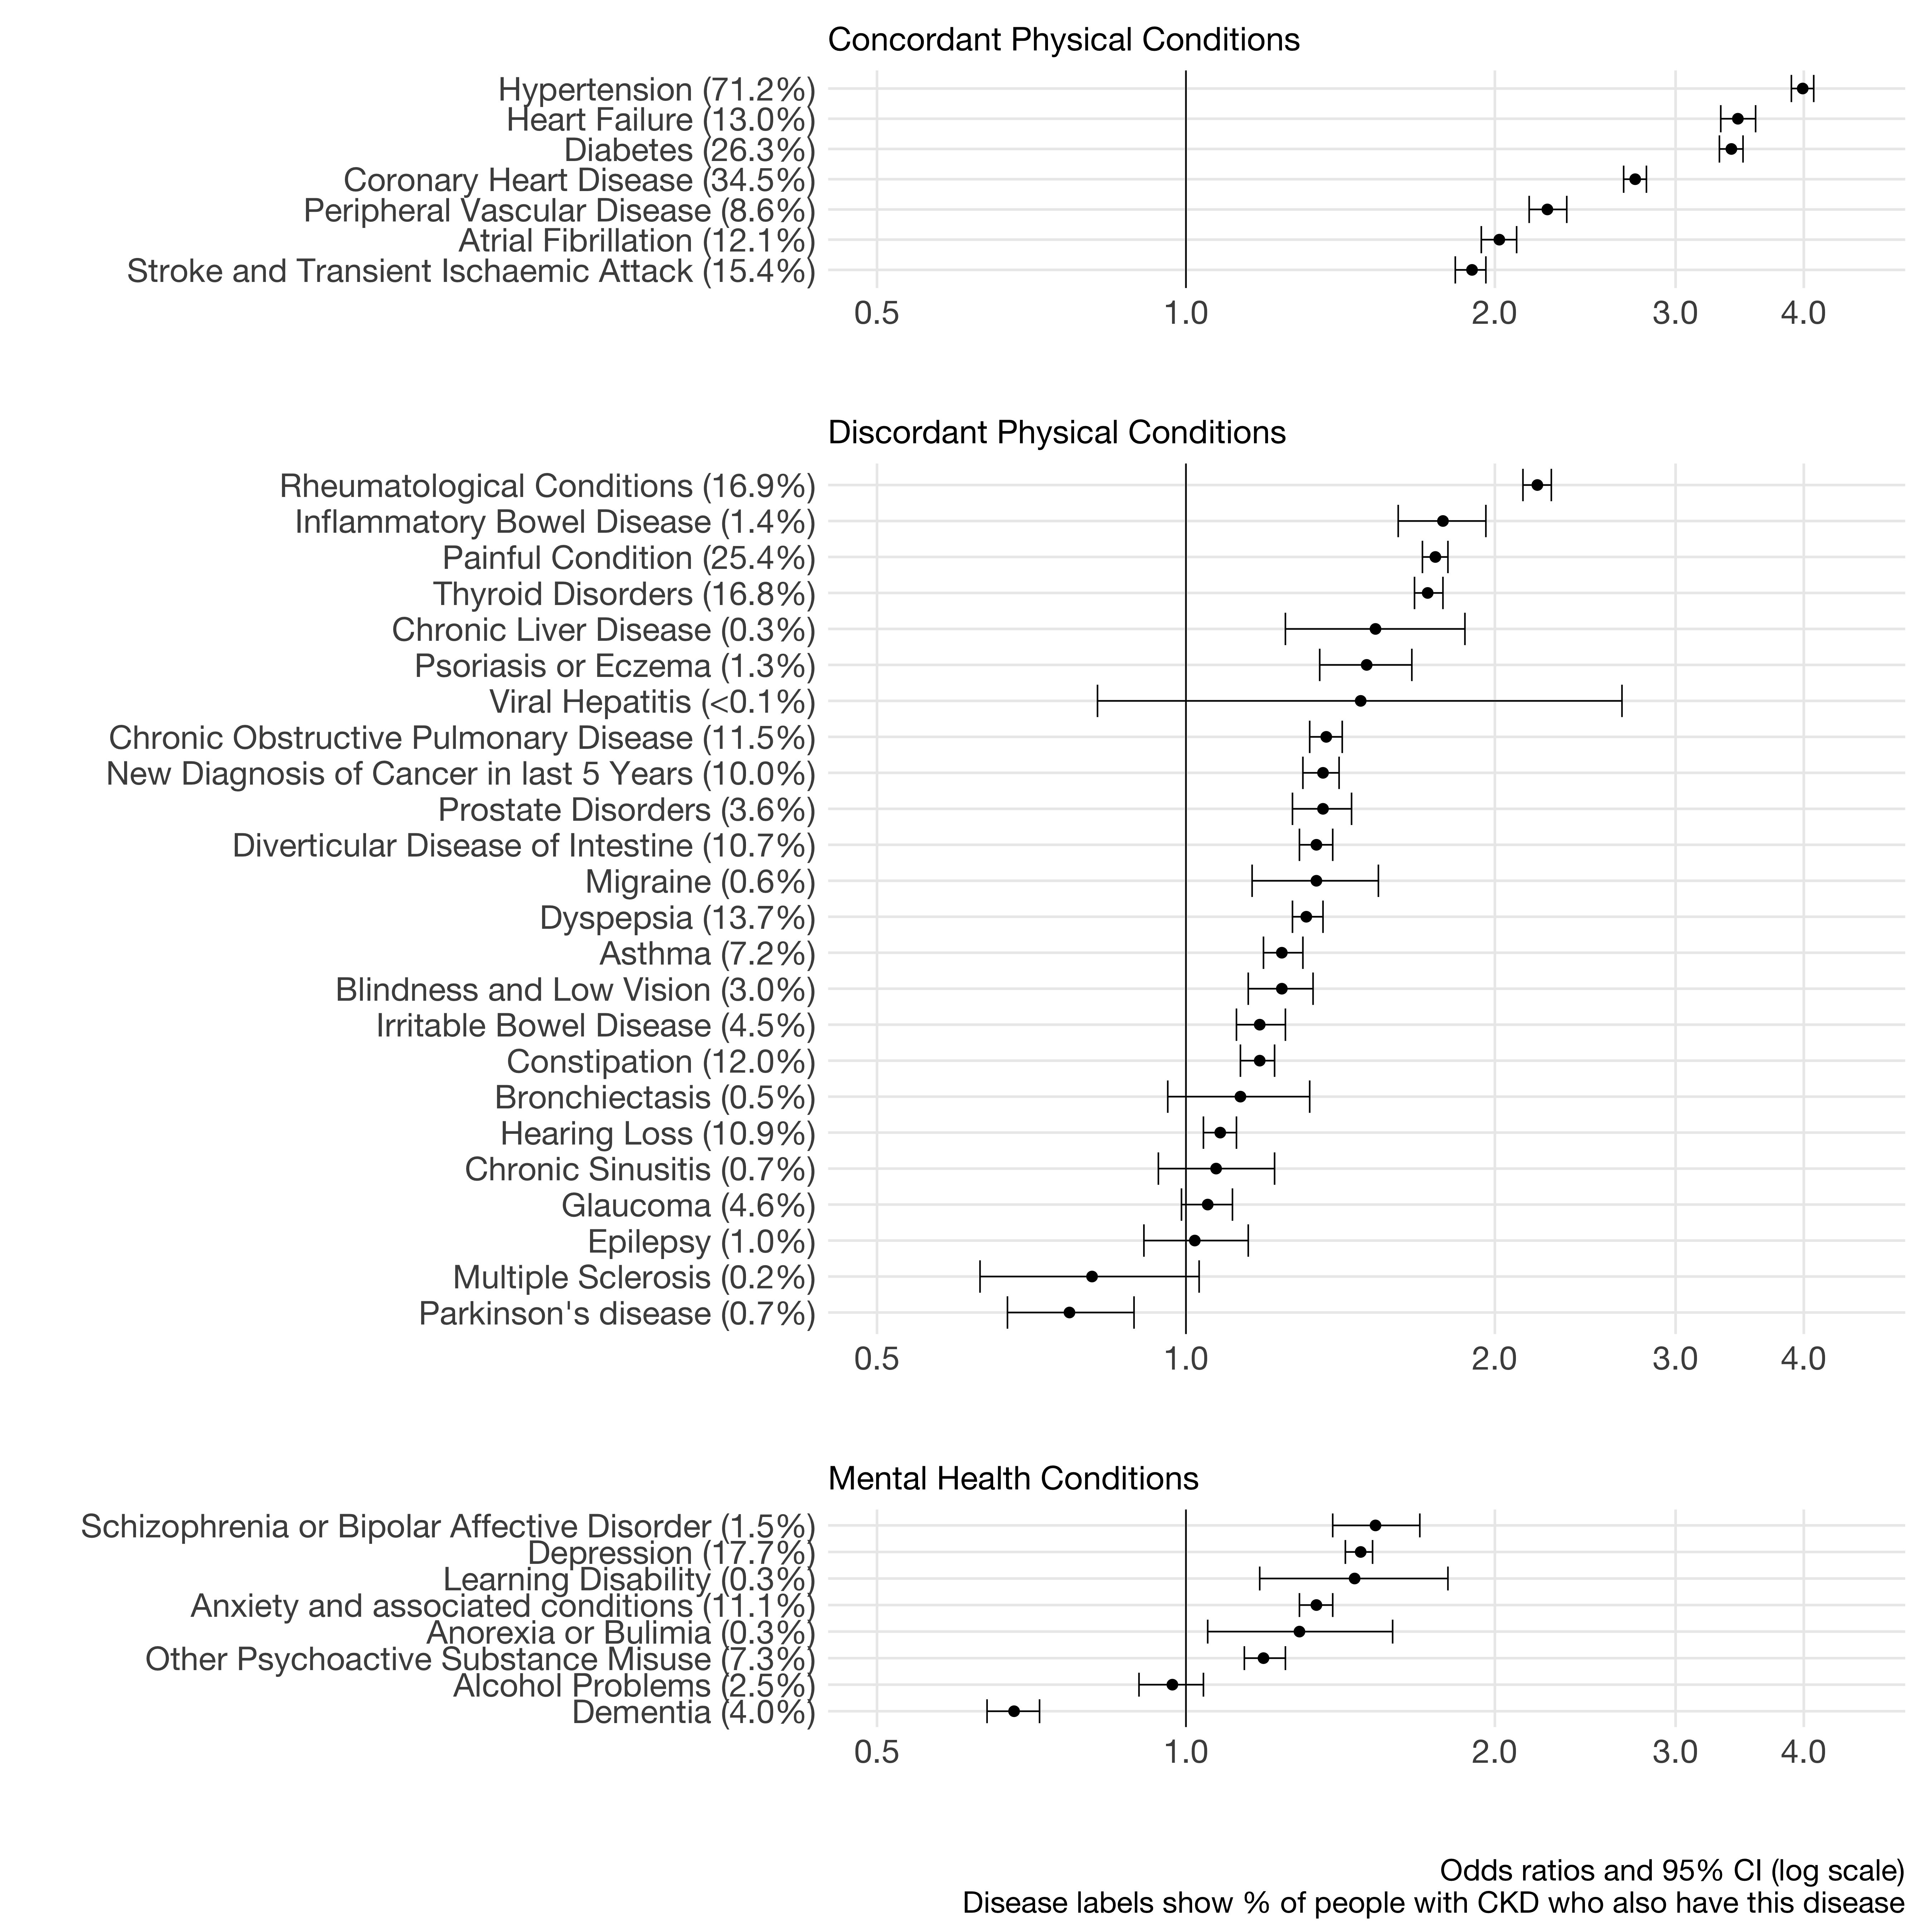 Concordant Physical Conditions
Hypertension (71.2%)
Heart Failure (13.0%)
Diabetes (26.3%)
Coronary Heart Disease (34.5%)
Peripheral Vascular Disease (8.6%)
Atrial Fibrillation (12.1%)
Stroke and Transient Ischaemic Attack (15.4%)
0.5 1.0 2.0 3.0 4.0
Discordant Physical Conditions
Rheumatological Conditions (16.9%)
Inflammatory Bowel Disease (1.4%)
Painful Condition (25.4%)
Thyroid Disorders (16.8%)
Chronic Liver Disease (0.3%)
Psoriasis or Eczema (1.3%)
Viral Hepatitis (<0.1%)
Chronic Obstructive Pulmonary Disease (11.5%)
New Diagnosis of Cancer in last 5 Years (10.0%)
Prostate Disorders (3.6%)
Diverticular Disease of Intestine (10.7%)
Migraine (0.6%)
Dyspepsia (13.7%)
Asthma (7.2%)
Blindness and Low Vision (3.0%)
Irritable Bowel Disease (4.5%)
Constipation (12.0%)
Bronchiectasis (0.5%)
Hearing Loss (10.9%)
Chronic Sinusitis (0.7%)
Glaucoma (4.6%)
Epilepsy (1.0%)
Multiple Sclerosis (0.2%)
Parkinson's disease (0.7%)
0.5 1.0 2.0 3.0 4.0
Mental Health Conditions
Schizophrenia or Bipolar Affective Disorder (1.5%)
Depression (17.7%)
Learning Disability (0.3%)
Anxiety and associated conditions (11.1%)
Anorexia or Bulimia (0.3%)
Other Psychoactive Substance Misuse (7.3%)
Alcohol Problems (2.5%)
Dementia (4.0%)
0.5 1.0 2.0 3.0 4.0
Odds ratios and 95% CI (log scale)
Disease labels show % of people with CKD who also have this disease